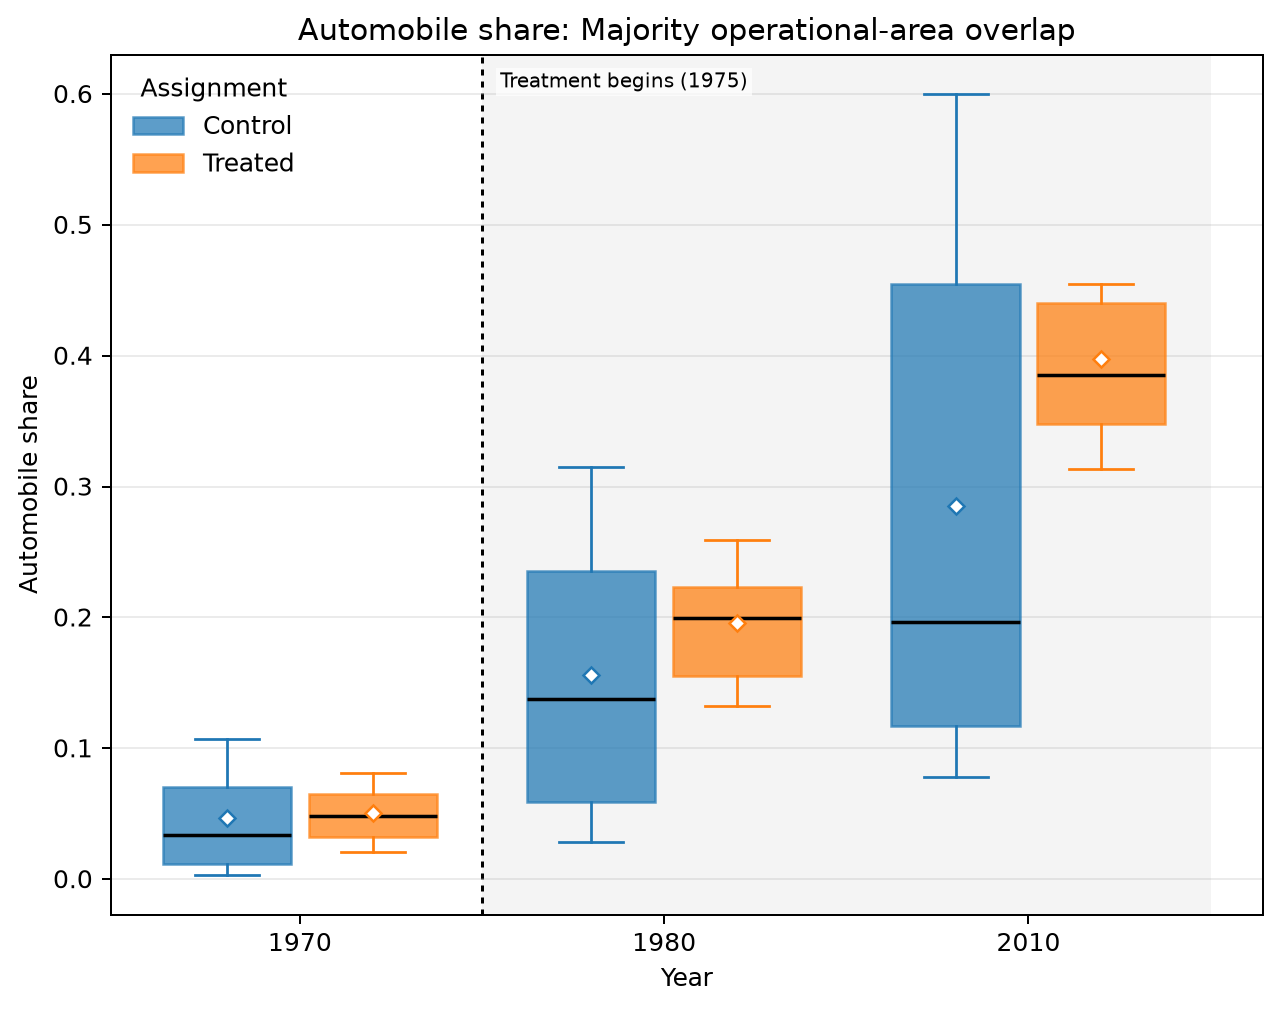 Automobile share: Majority operational-area overlap
Assignment
Control
Treated
Treatment begins (1975)
Automobile share
0.6
0.5
0.4
0.3
0.2
0.1
0.0
1970
1980
2010
Year